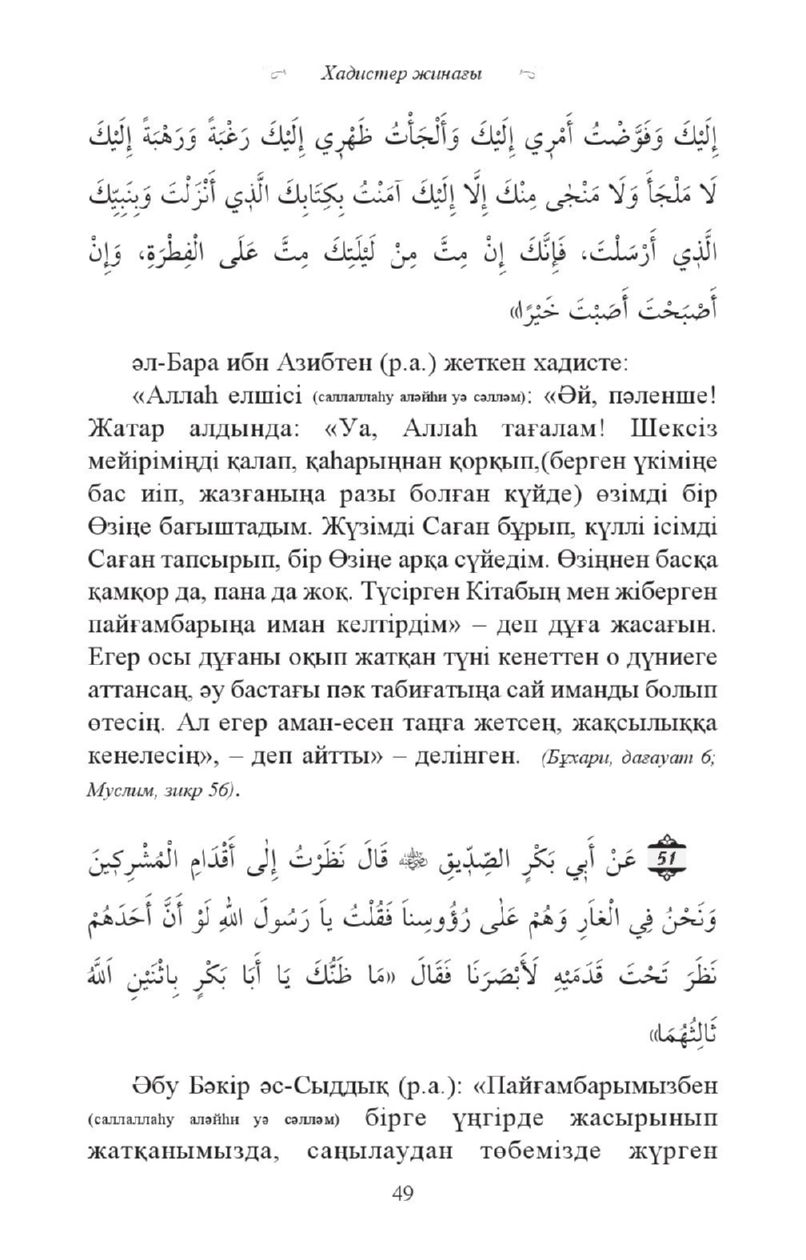 Хадистер жинағы
إِلَيْكَ وَفَوَّضْتُ أَمْرِي إِلَيْكَ وَأَلْجَأْتُ ظَهْرِي إِلَيْكَ رَغْبَةً وَرَهْبَةً إِلَيْكَ
لَا مَلْجَأَ وَلَا مَنْجٰى مِنْكَ إِلَّا إِلَيْكَ آمَنْتُ بِكِتَابِكَ الَّذِي أَنْزَلْتَ وَبِنَبِيِّكَ
الَّذِي أَرْسَلْتَ، فَإِنَّكَ إِنْ مِتَّ مِنْ لَيْلَتِكَ مِتَّ عَلَى الْفِطْرَةِ، وَإِنْ
أَصْبَحْتَ أَصَبْتَ خَيْرًا»
әл-Бара ибн Азибтен (р.а.) жеткен хадисте:
«Аллаһ елшісі (саллаллаһу аләйһи уә сәлләм): «Әй, пәленше!
Жатар алдында: «Уа, Аллаһ тағалам! Шексіз
мейіріміңді қалап, қаһарыңнан қорқып,(берген үкіміңе
бас иіп, жазғаныңа разы болған күйде) өзімді бір
Өзіңе бағыштадым. Жүзімді Саған бұрып, күллі ісімді
Саған тапсырып, бір Өзіңе арқа сүйедім. Өзіңнен басқа
қамқор да, пана да жоқ. Түсірген Кітабың мен жіберген
пайғамбарыңа иман келтірдім» – деп дұға жасағын.
Егер осы дұғаны оқып жатқан түні кенеттен о дүниеге
аттансаң, әу бастағы пәк табиғатыңа сай иманды болып
өтесің. Ал егер аман-есен таңға жетсең, жақсылыққа
кенелесің», – деп айтты» – делінген. (Бұхари, дағауат 6;
Муслим, зикр 56).
51 عَنْ أَبِي بَكْرٍ الصِّدِّيقِ ﷺ قَالَ نَظَرْتُ إِلٰى أَقْدَامِ الْمُشْرِكِينَ
وَنَحْنُ فِي الْغاَرِ وَهُمْ عَلٰى رُؤُوسِناَ فَقُلْتُ ياَ رَسُولَ اللهِ لَوْ أَنَّ أَحَدَهُمْ
نَظَرَ تَحْتَ قَدَمَيْهِ لَأَبْصَرَنَا فَقَالَ «مَا ظَنُّكَ يَا أَبَا بَكْرٍ بِاثْنَيْنِ اَللهُ
ثَالِثُهُمَا»
Әбу Бәкір әс-Сыддық (р.а.): «Пайғамбарымызбен
(саллаллаһу аләйһи уә сәлләм) бірге үңгірде жасырынып
жатқанымызда, саңылаудан төбемізде жүрген
49